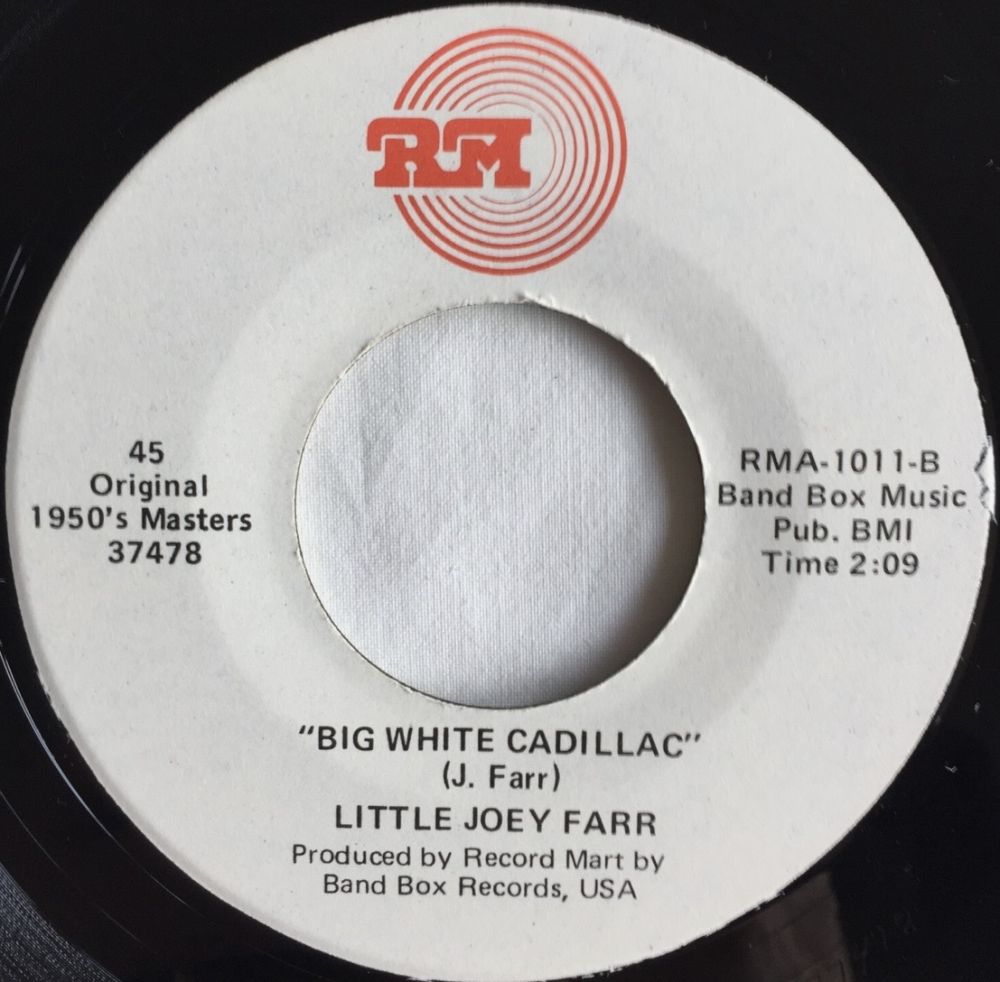 RM
45
Original
1950's Masters
37478
RMA-1011-B
Band Box Music
Pub. BMI
Time 2:09
"BIG WHITE CADILLAC"
(J. Farr)
LITTLE JOEY FARR
Produced by Record Mart by
Band Box Records, USA